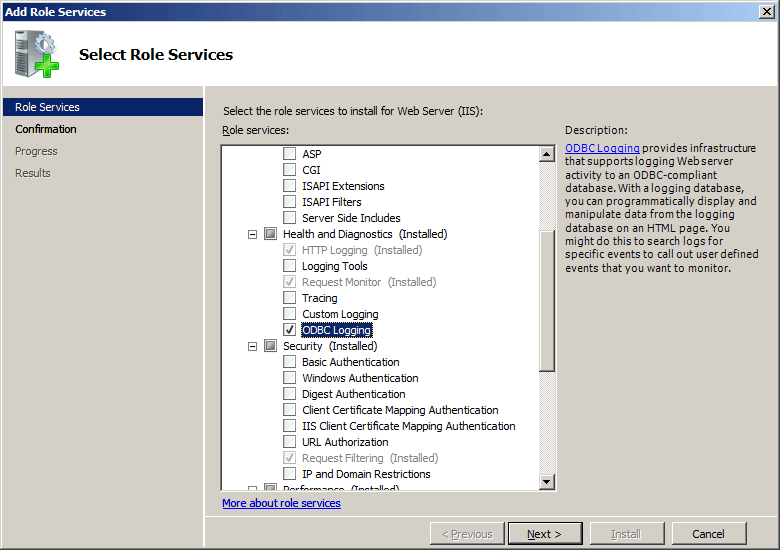 Add Role Services
Select Role Services
Role Services
Confirmation
Progress
Results
Select the role services to install for Web Server (IIS):
Role services:
ASP
CGI
ISAPI Extensions
ISAPI Filters
Server Side Includes
Health and Diagnostics (Installed)
HTTP Logging (Installed)
Logging Tools
Request Monitor (Installed)
Tracing
Custom Logging
ODBC Logging
Security (Installed)
Basic Authentication
Windows Authentication
Digest Authentication
Client Certificate Mapping Authentication
IIS Client Certificate Mapping Authentication
URL Authorization
Request Filtering (Installed)
IP and Domain Restrictions
Performance (Installed)
More about role services
Description:
ODBC Logging provides infrastructure
that supports logging Web server
activity to an ODBC-compliant
database. With a logging database,
you can programmatically display and
manipulate data from the logging
database on an HTML page. You
might do this to search logs for
specific events to call out user defined
events that you want to monitor.
< Previous
Next >
Install
Cancel